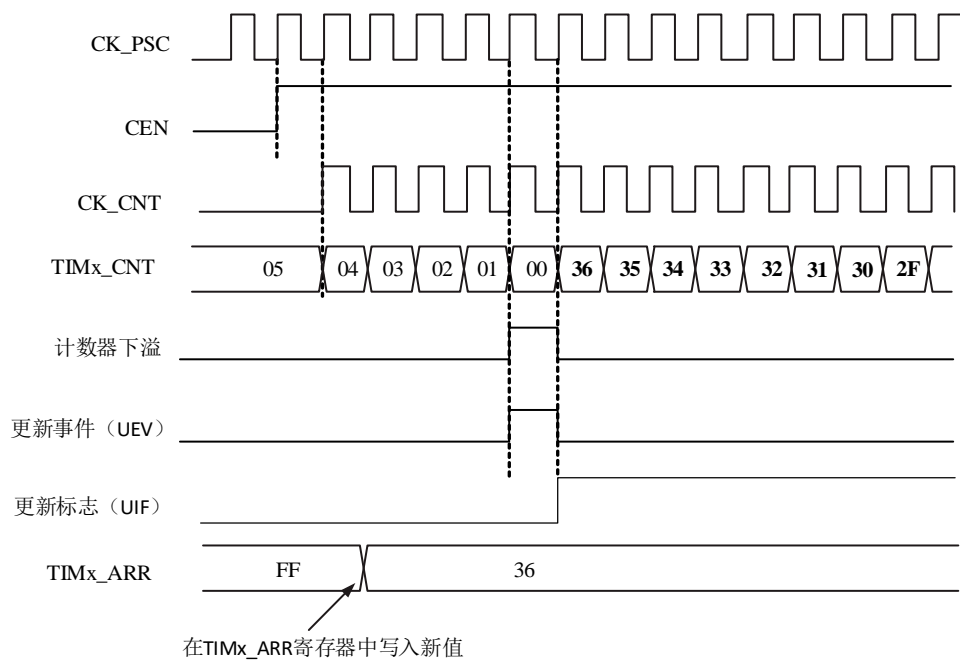 CK_PSC
CEN
CK_CNT
TIMx_CNT 05 04 03 02 01 00 36 35 34 33 32 31 30 2F
计数器下溢
更新事件（UEV）
更新标志（UIF）
TIMx_ARR FF 36
在TIMx_ARR寄存器中写入新值